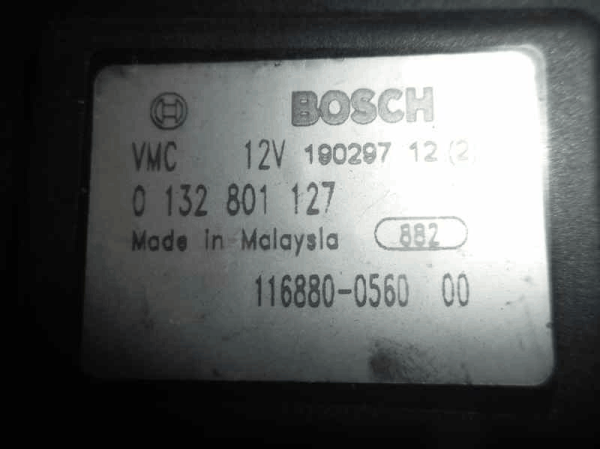 BOSCH
VMC 12V 190297 12 (2)
0 132 801 127
Made in Malaysia 882
116880-0560 00